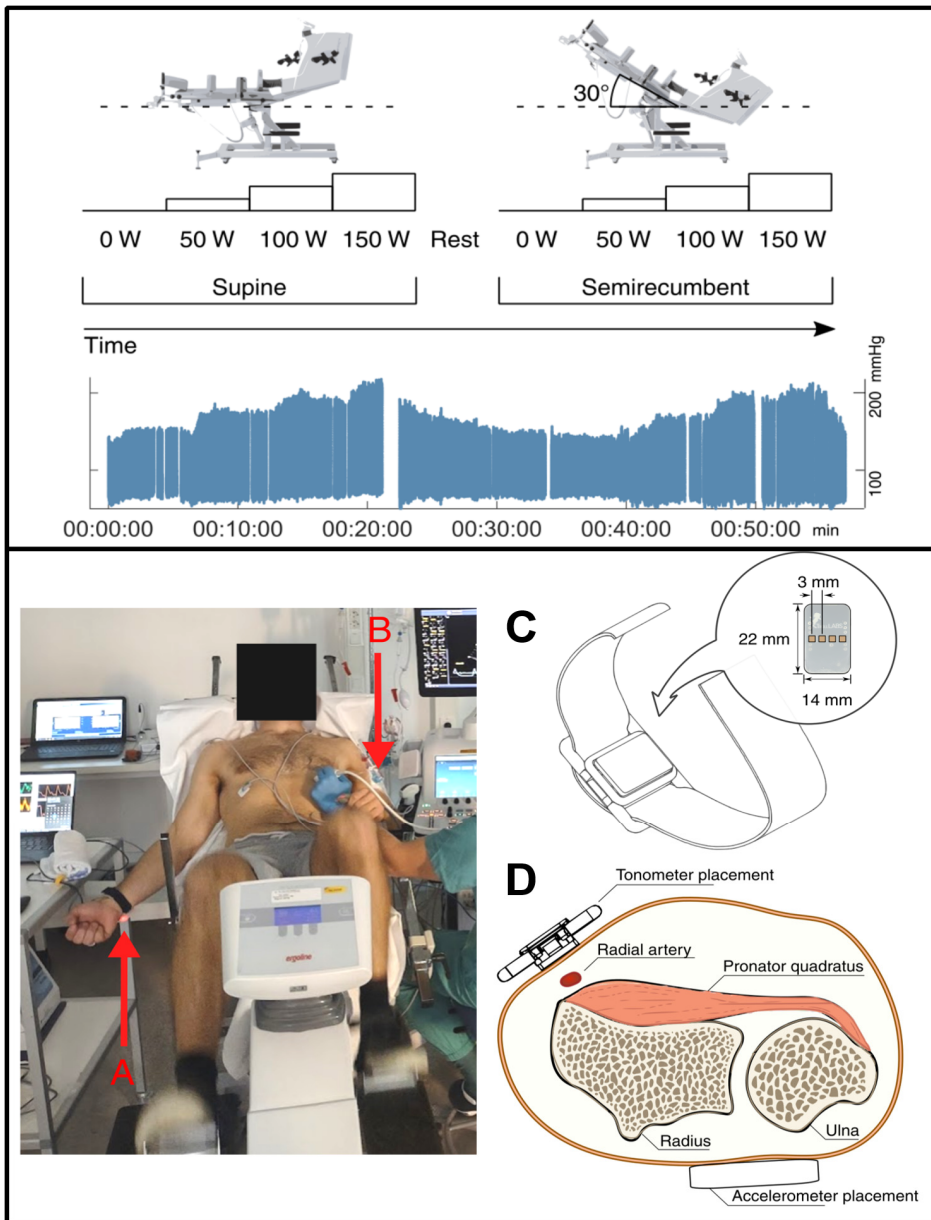 30°
0 W 50 W 100 W 150 W Rest 0 W 50 W 100 W 150 W
Supine Semirecumbent
Time
200 mmHg
100
00:00:00 00:10:00 00:20:00 00:30:00 00:40:00 00:50:00 min
B
A
ergoline
C
3 mm
22 mm
14 mm
D
Tonometer placement
Radial artery
Pronator quadratus
Radius
Ulna
Accelerometer placement